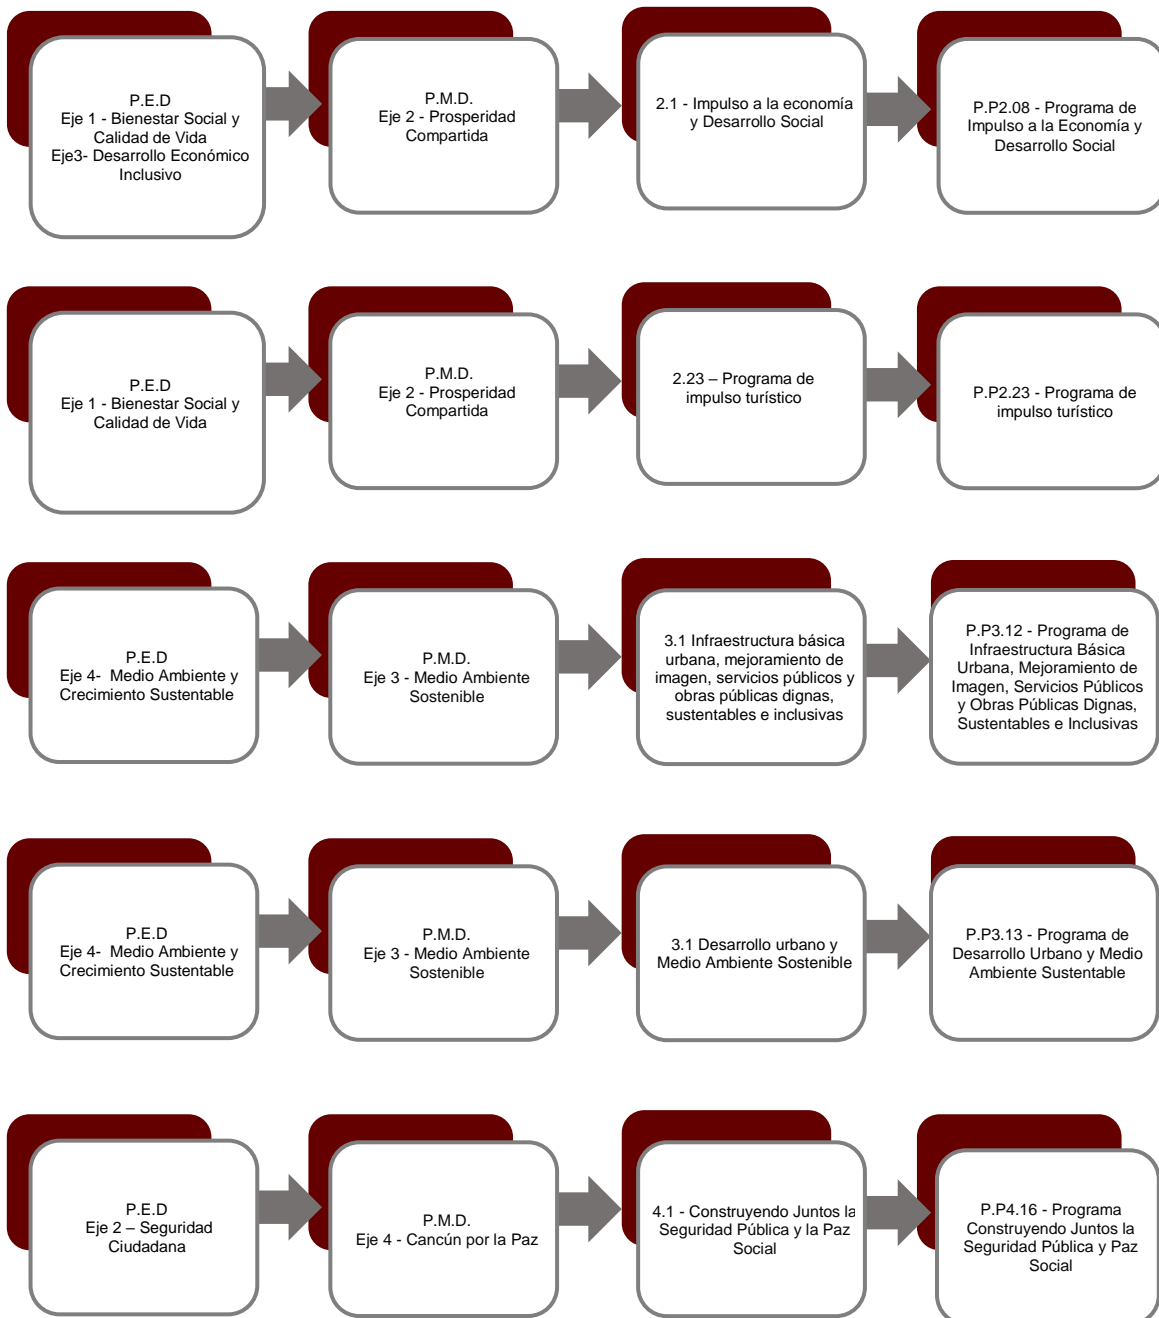 P.E.D
Eje 1 - Bienestar Social y
Calidad de Vida
Eje3- Desarrollo Económico
Inclusivo
P.M.D.
Eje 2 - Prosperidad
Compartida
2.1 - Impulso a la economía
y Desarrollo Social
P.P2.08 - Programa de
Impulso a la Economía y
Desarrollo Social
P.E.D
Eje 1 - Bienestar Social y
Calidad de Vida
P.M.D.
Eje 2 - Prosperidad
Compartida
2.23 – Programa de
impulso turístico
P.P2.23 - Programa de
impulso turístico
P.E.D
Eje 4-  Medio Ambiente y
Crecimiento Sustentable
P.M.D.
Eje 3 - Medio Ambiente
Sostenible
3.1 Infraestructura básica
urbana, mejoramiento de
imagen, servicios públicos y
obras públicas dignas,
sustentables e inclusivas
P.P3.12 - Programa de
Infraestructura Básica
Urbana, Mejoramiento de
Imagen, Servicios Públicos
y Obras Públicas Dignas,
Sustentables e Inclusivas
P.E.D
Eje 4-  Medio Ambiente y
Crecimiento Sustentable
P.M.D.
Eje 3 - Medio Ambiente
Sostenible
3.1 Desarrollo urbano y
Medio Ambiente Sostenible
P.P3.13 - Programa de
Desarrollo Urbano y Medio
Ambiente Sustentable
P.E.D
Eje 2 – Seguridad
Ciudadana
P.M.D.
Eje 4 - Cancún por la Paz
4.1 - Construyendo Juntos la
Seguridad Pública y la Paz
Social
P.P4.16 - Programa
Construyendo Juntos la
Seguridad Pública y Paz
Social